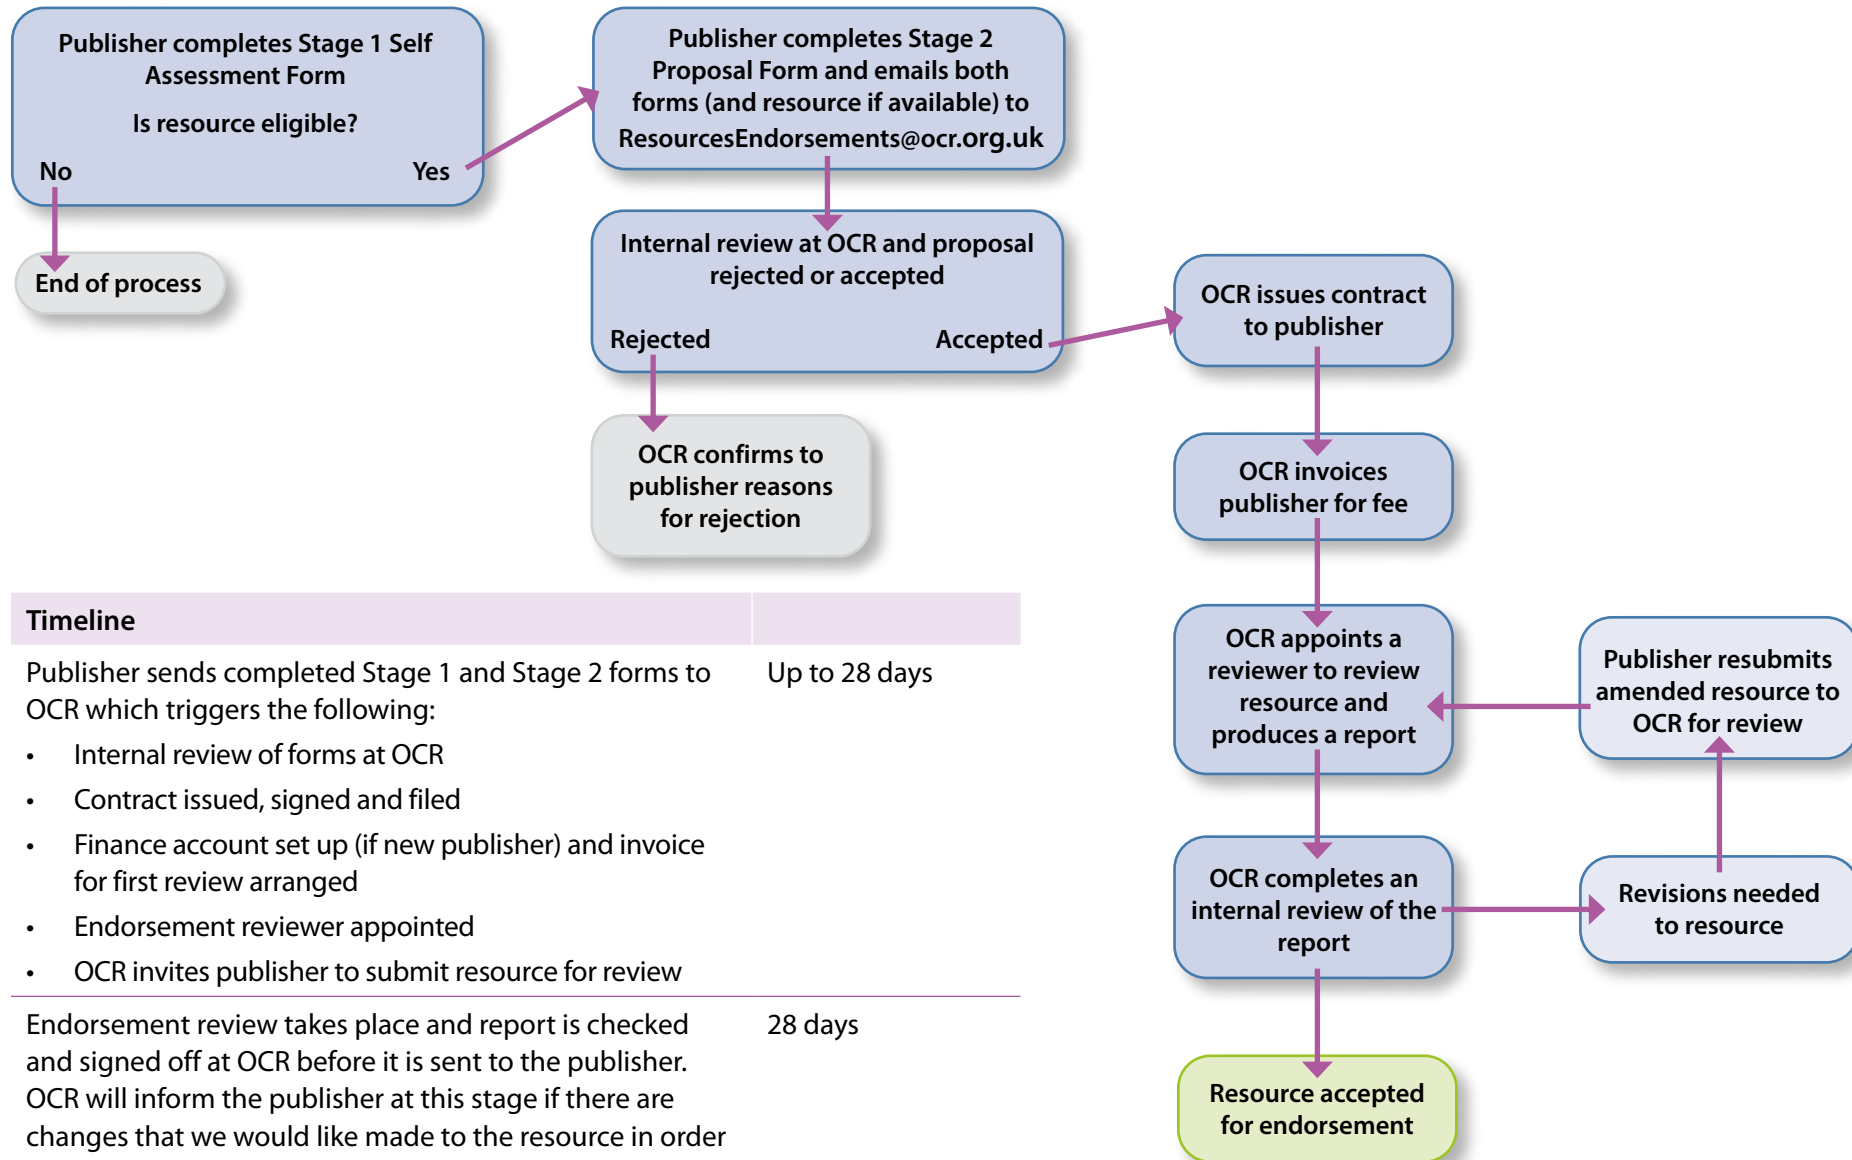 Publisher completes Stage 1 Self
Assessment Form
Is resource eligible?
No
Yes
End of process
Publisher completes Stage 2
Proposal Form and emails both
forms (and resource if available) to
ResourcesEndorsements@ocr.org.uk
Internal review at OCR and proposal
rejected or accepted
Rejected
Accepted
OCR confirms to
publisher reasons
for rejection
OCR issues contract
to publisher
OCR invoices
publisher for fee
OCR appoints a
reviewer to review
resource and
produces a report
Publisher resubmits
amended resource to
OCR for review
OCR completes an
internal review of the
report
Revisions needed
to resource
Resource accepted
for endorsement
Timeline
Publisher sends completed Stage 1 and Stage 2 forms to
OCR which triggers the following:
Up to 28 days
• Internal review of forms at OCR
• Contract issued, signed and filed
• Finance account set up (if new publisher) and invoice
for first review arranged
• Endorsement reviewer appointed
• OCR invites publisher to submit resource for review
Endorsement review takes place and report is checked
and signed off at OCR before it is sent to the publisher.
OCR will inform the publisher at this stage if there are
changes that we would like made to the resource in order
28 days